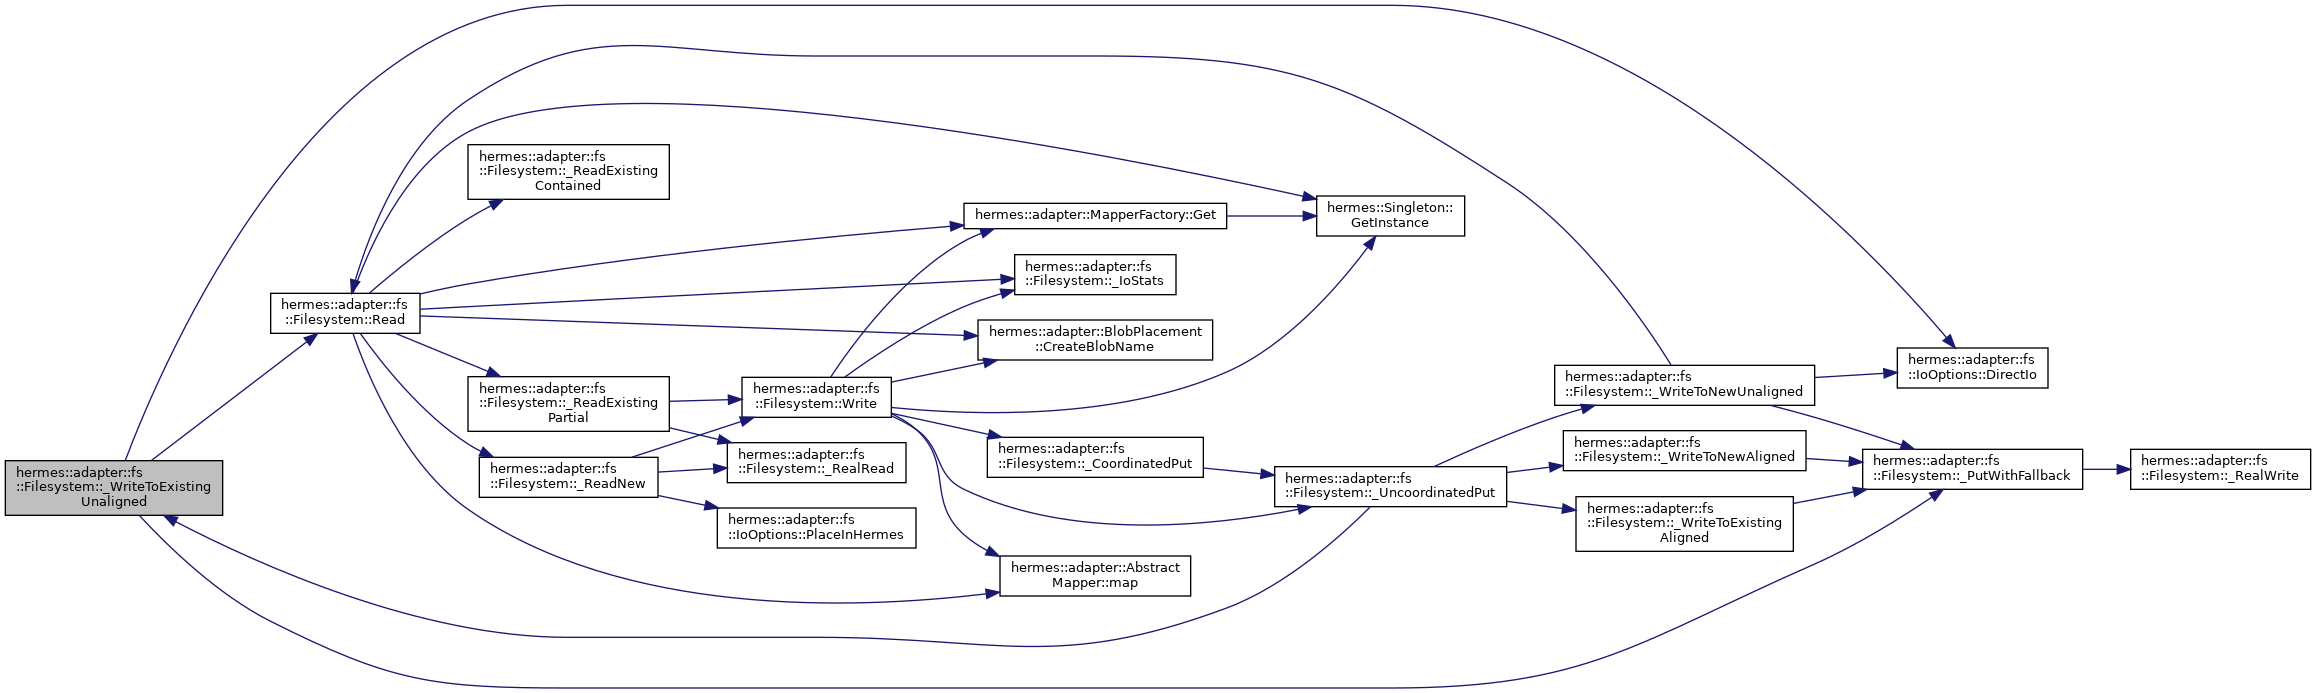 hermes::adapter::fs
::Filesystem::_WriteToExisting
Unaligned
hermes::adapter::fs
::Filesystem::Read
hermes::adapter::fs
::Filesystem::_ReadExisting
Contained
hermes::adapter::fs
::Filesystem::_ReadExisting
Partial
hermes::adapter::fs
::Filesystem::_ReadNew
hermes::adapter::fs
::Filesystem::Write
hermes::adapter::fs
::Filesystem::_RealRead
hermes::adapter::fs
::IoOptions::PlaceInHermes
hermes::adapter::MapperFactory::Get
hermes::adapter::fs
::Filesystem::_IoStats
hermes::adapter::BlobPlacement
::CreateBlobName
hermes::adapter::fs
::Filesystem::_CoordinatedPut
hermes::adapter::Abstract
Mapper::map
hermes::Singleton::
GetInstance
hermes::adapter::fs
::Filesystem::_UncoordinatedPut
hermes::adapter::fs
::Filesystem::_WriteToNewUnaligned
hermes::adapter::fs
::Filesystem::_WriteToNewAligned
hermes::adapter::fs
::Filesystem::_WriteToExisting
Aligned
hermes::adapter::fs
::IoOptions::DirectIo
hermes::adapter::fs
::Filesystem::_PutWithFallback
hermes::adapter::fs
::Filesystem::_RealWrite